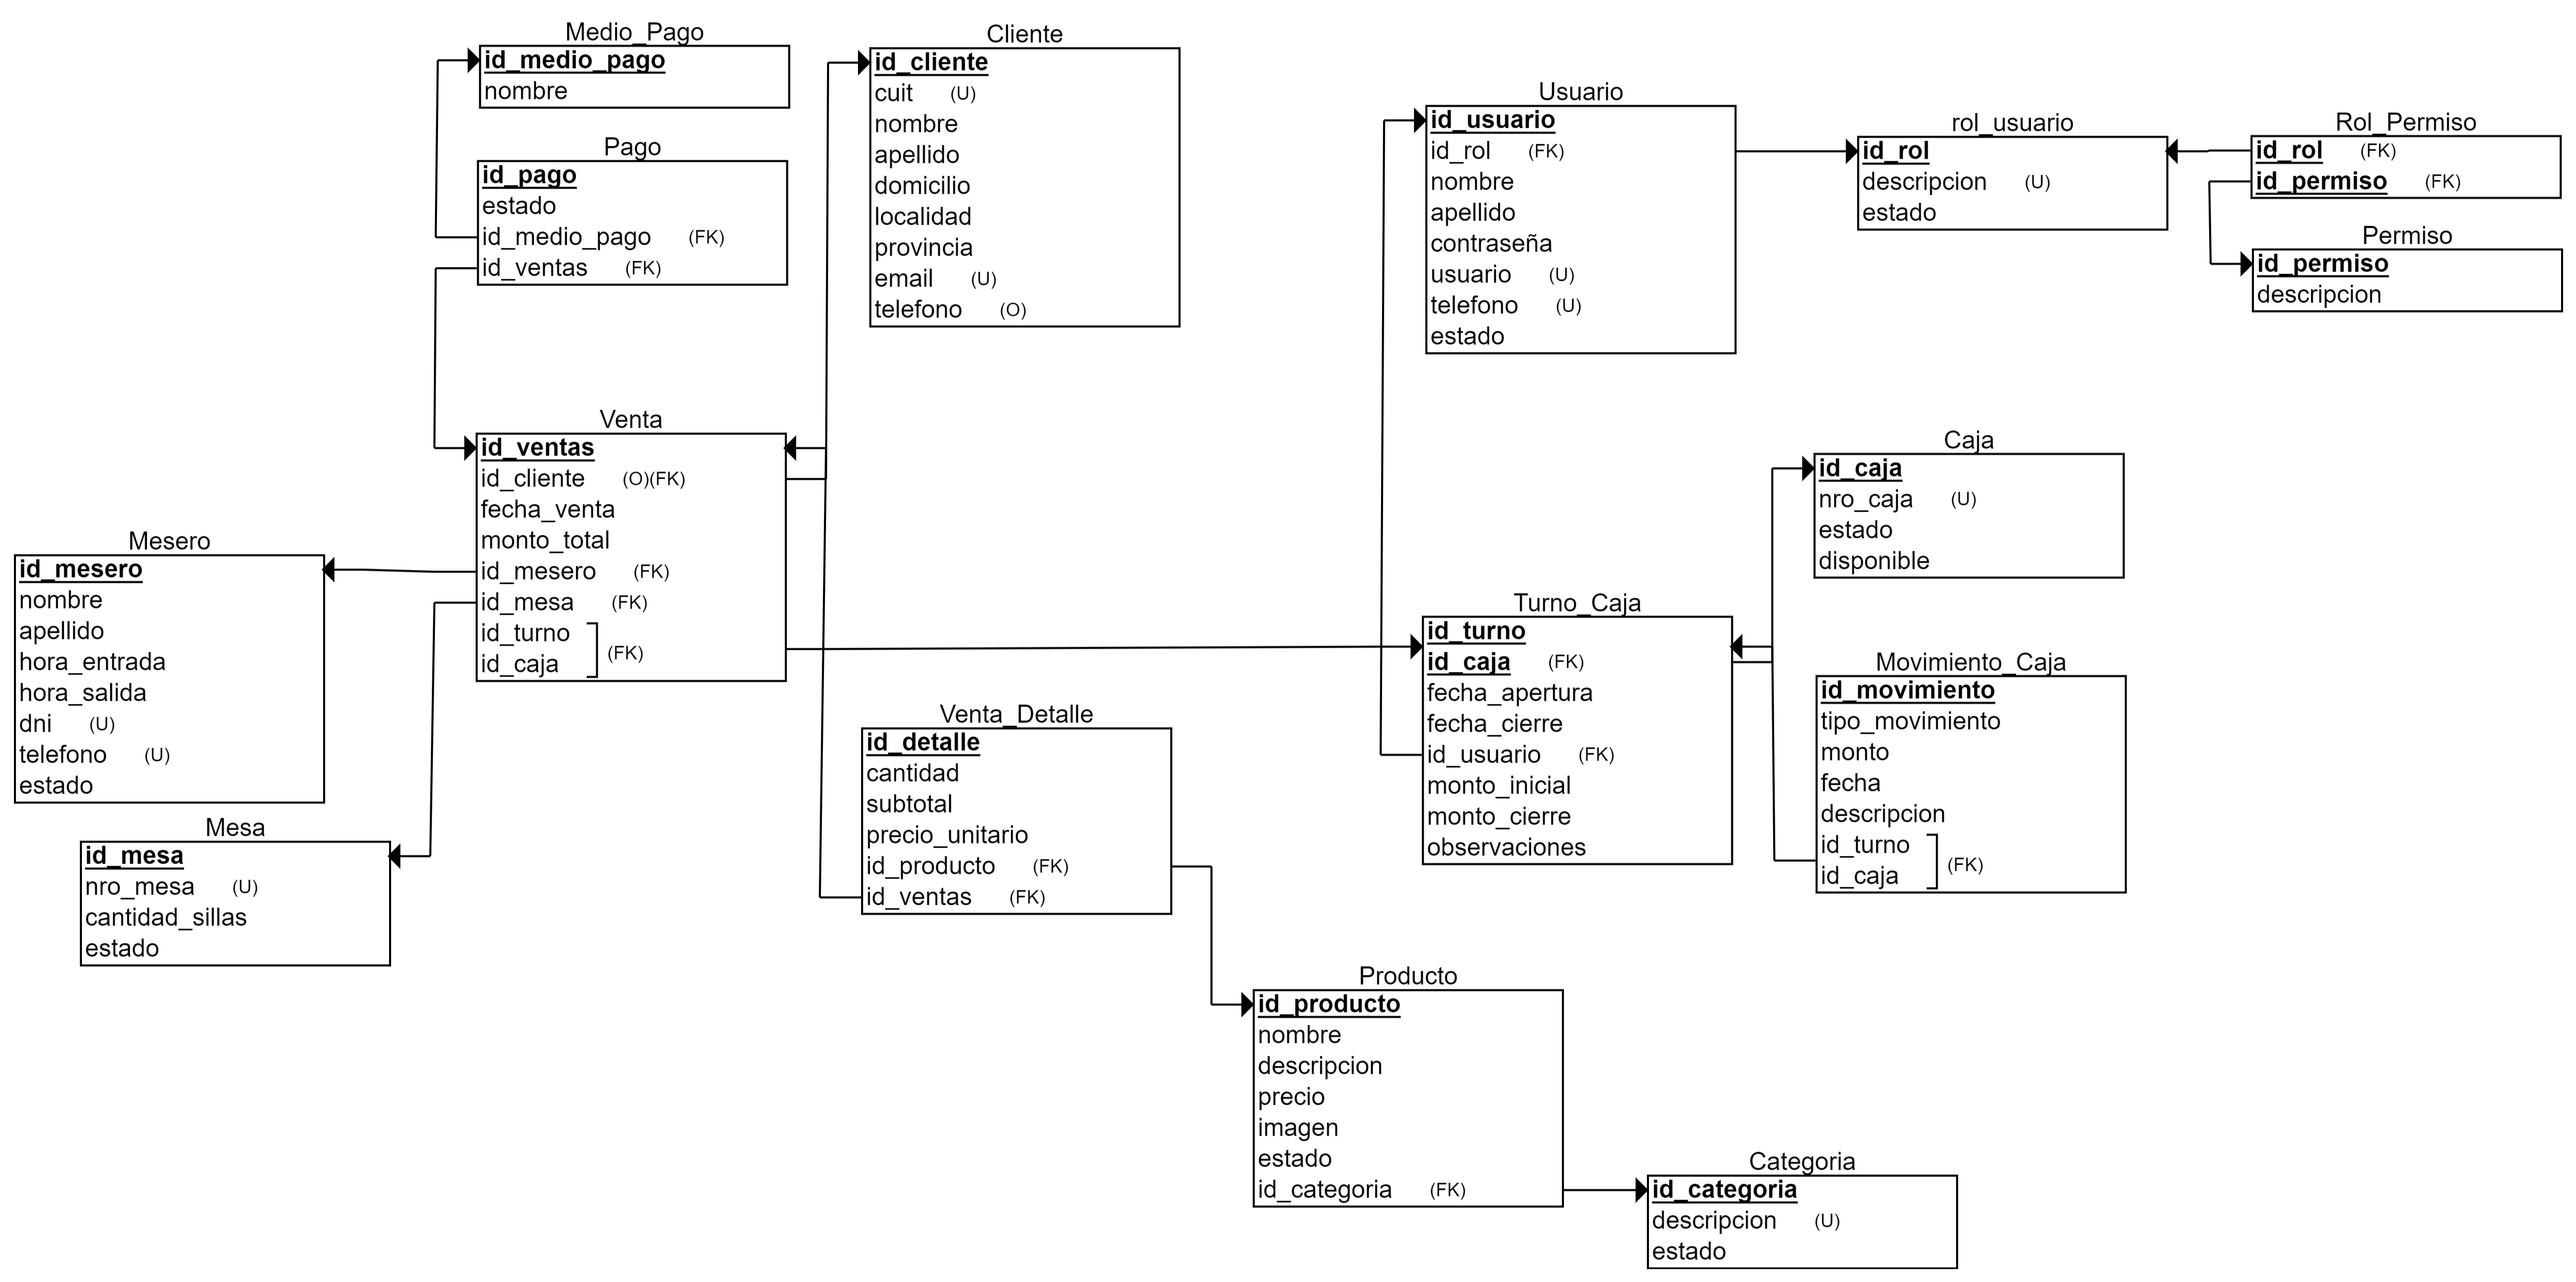 Medio_Pago
id_medio_pago
nombre
Pago
id_pago
estado
id_medio_pago (FK)
id_ventas (FK)
Cliente
id_cliente
cuit (U)
nombre
apellido
domicilio
localidad
provincia
email (U)
telefono (O)
Usuario
id_usuario
id_rol (FK)
nombre
apellido
contraseña
usuario (U)
telefono (U)
estado
rol_usuario
id_rol
descripcion (U)
estado
Rol_Permiso
id_rol (FK)
id_permiso (FK)
Permiso
id_permiso
descripcion
Venta
id_ventas
id_cliente (O)(FK)
fecha_venta
monto_total
id_mesero (FK)
id_mesa (FK)
id_turno
id_caja
(FK)
Mesero
id_mesero
nombre
apellido
hora_entrada
hora_salida
dni (U)
telefono (U)
estado
Mesa
id_mesa
nro_mesa (U)
cantidad_sillas
estado
Venta_Detalle
id_detalle
cantidad
subtotal
precio_unitario
id_producto (FK)
id_ventas (FK)
Turno_Caja
id_turno
id_caja (FK)
fecha_apertura
fecha_cierre
id_usuario (FK)
monto_inicial
monto_cierre
observaciones
Caja
id_caja
nro_caja (U)
estado
disponible
Movimiento_Caja
id_movimiento
tipo_movimiento
monto
fecha
descripcion
id_turno
id_caja
(FK)
Producto
id_producto
nombre
descripcion
precio
imagen
estado
id_categoria (FK)
Categoria
id_categoria
descripcion (U)
estado